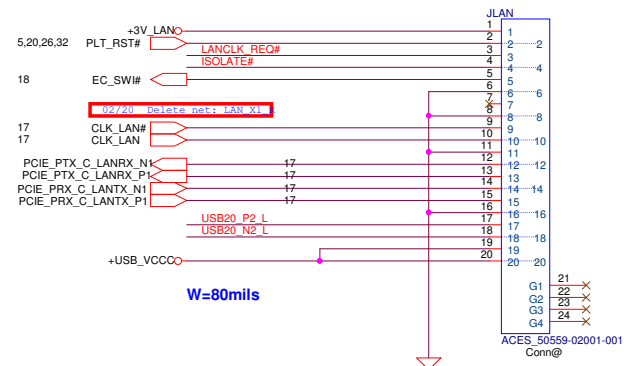 JLAN
+3V_LAN 1 1
5,20,26,32 PLT_RST# 2 2 2
LANCLK_REQ# 3 3
ISOLATE# 4 4 4
18 EC_SWI# 5 5
6 6 6
7 7
02/20 Delete net: LAN_X1_R 8 8 8
17 CLK_LAN# 9 9
17 CLK_LAN 10 10 10
11 11
PCIE_PTX_C_LANRX_N1 17 12 12 12
PCIE_PTX_C_LANRX_P1 13 13
PCIE_PRX_C_LANTX_N1 17 14 14 14
PCIE_PRX_C_LANTX_P1 17 15 15
16 16 16
USB20_P2_L 17 17
USB20_N2_L 18 18 18
19 19
+USB_VCCC 20 20 20
W=80mils
G1 21
G2 22
G3 23
G4 24
ACES_50559-02001-001
Conn@